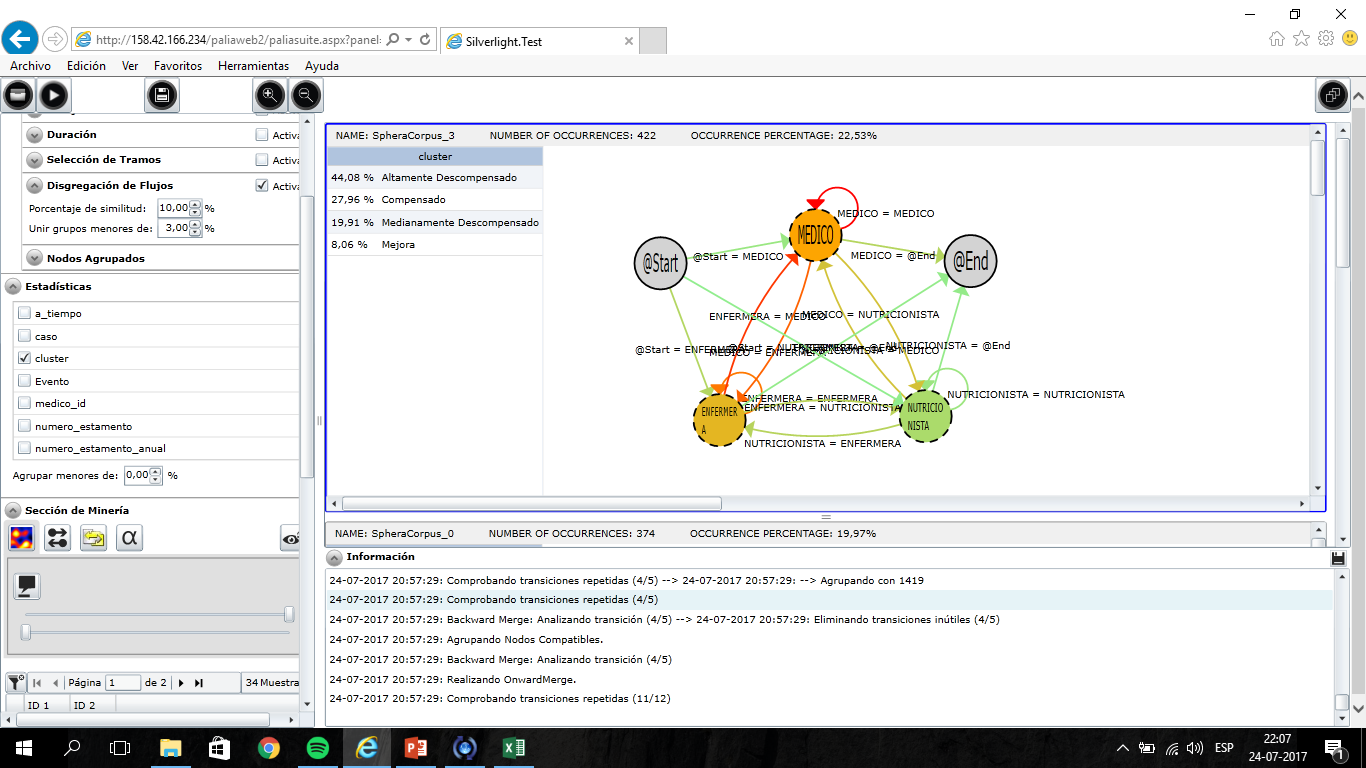 http://158.42.166.234/paliaweb2/paliasuite.aspx?panel:
Silverlight.Test
Archivo Edición Ver Favoritos Herramientas Ayuda
Duración Activa
Selección de Tramos Activa
Disgregación de Flujos Activa
Porcentaje de similitud: 10,00 %
Unir grupos menores de: 3,00 %
Nodos Agrupados
Estadísticas
a_tiempo
caso
cluster
Evento
medico_id
numero_estamento
numero_estamento_anual
Agrupar menores de: 0,00 %
Sección de Minería
α
Página 1 de 2 34 Muestra
ID 1 ID 2
NAME: SpheraCorpus_3 NUMBER OF OCCURRENCES: 422 OCCURRENCE PERCENTAGE: 22,53%
cluster
44,08 % Altamente Descompensado
27,96 % Compensado
19,91 % Medianamente Descompensado
8,06 % Mejora
MEDICO = MEDICO
MEDICO
@Start
@Start = MEDICO
MEDICO = @End
@End
ENFERMERA = MEDICO
MEDICO = NUTRICIONISTA
@Start = ENFERMERA
MEDICO = ENFERMERA
NUTRICIONISTA = MEDICO
NUTRICIONISTA = @End
ENFERMERA = ENFERMERA
NUTRICIONISTA = NUTRICIONISTA
ENFERMERA = NUTRICIONISTA
ENFERMER
A
NUTRICIO
NISTA
NUTRICIONISTA = ENFERMERA
NAME: SpheraCorpus_0 NUMBER OF OCCURRENCES: 374 OCCURRENCE PERCENTAGE: 19,97%
Información
24-07-2017 20:57:29: Comprobando transiciones repetidas (4/5) --> 24-07-2017 20:57:29: --> Agrupando con 1419
24-07-2017 20:57:29: Comprobando transiciones repetidas (4/5)
24-07-2017 20:57:29: Backward Merge: Analizando transición (4/5) --> 24-07-2017 20:57:29: Eliminando transiciones inútiles (4/5)
24-07-2017 20:57:29: Agrupando Nodos Compatibles.
24-07-2017 20:57:29: Backward Merge: Analizando transición (4/5)
24-07-2017 20:57:29: Realizando OnwardMerge.
24-07-2017 20:57:29: Comprobando transiciones repetidas (11/12)
ESP
22:07
24-07-2017
1